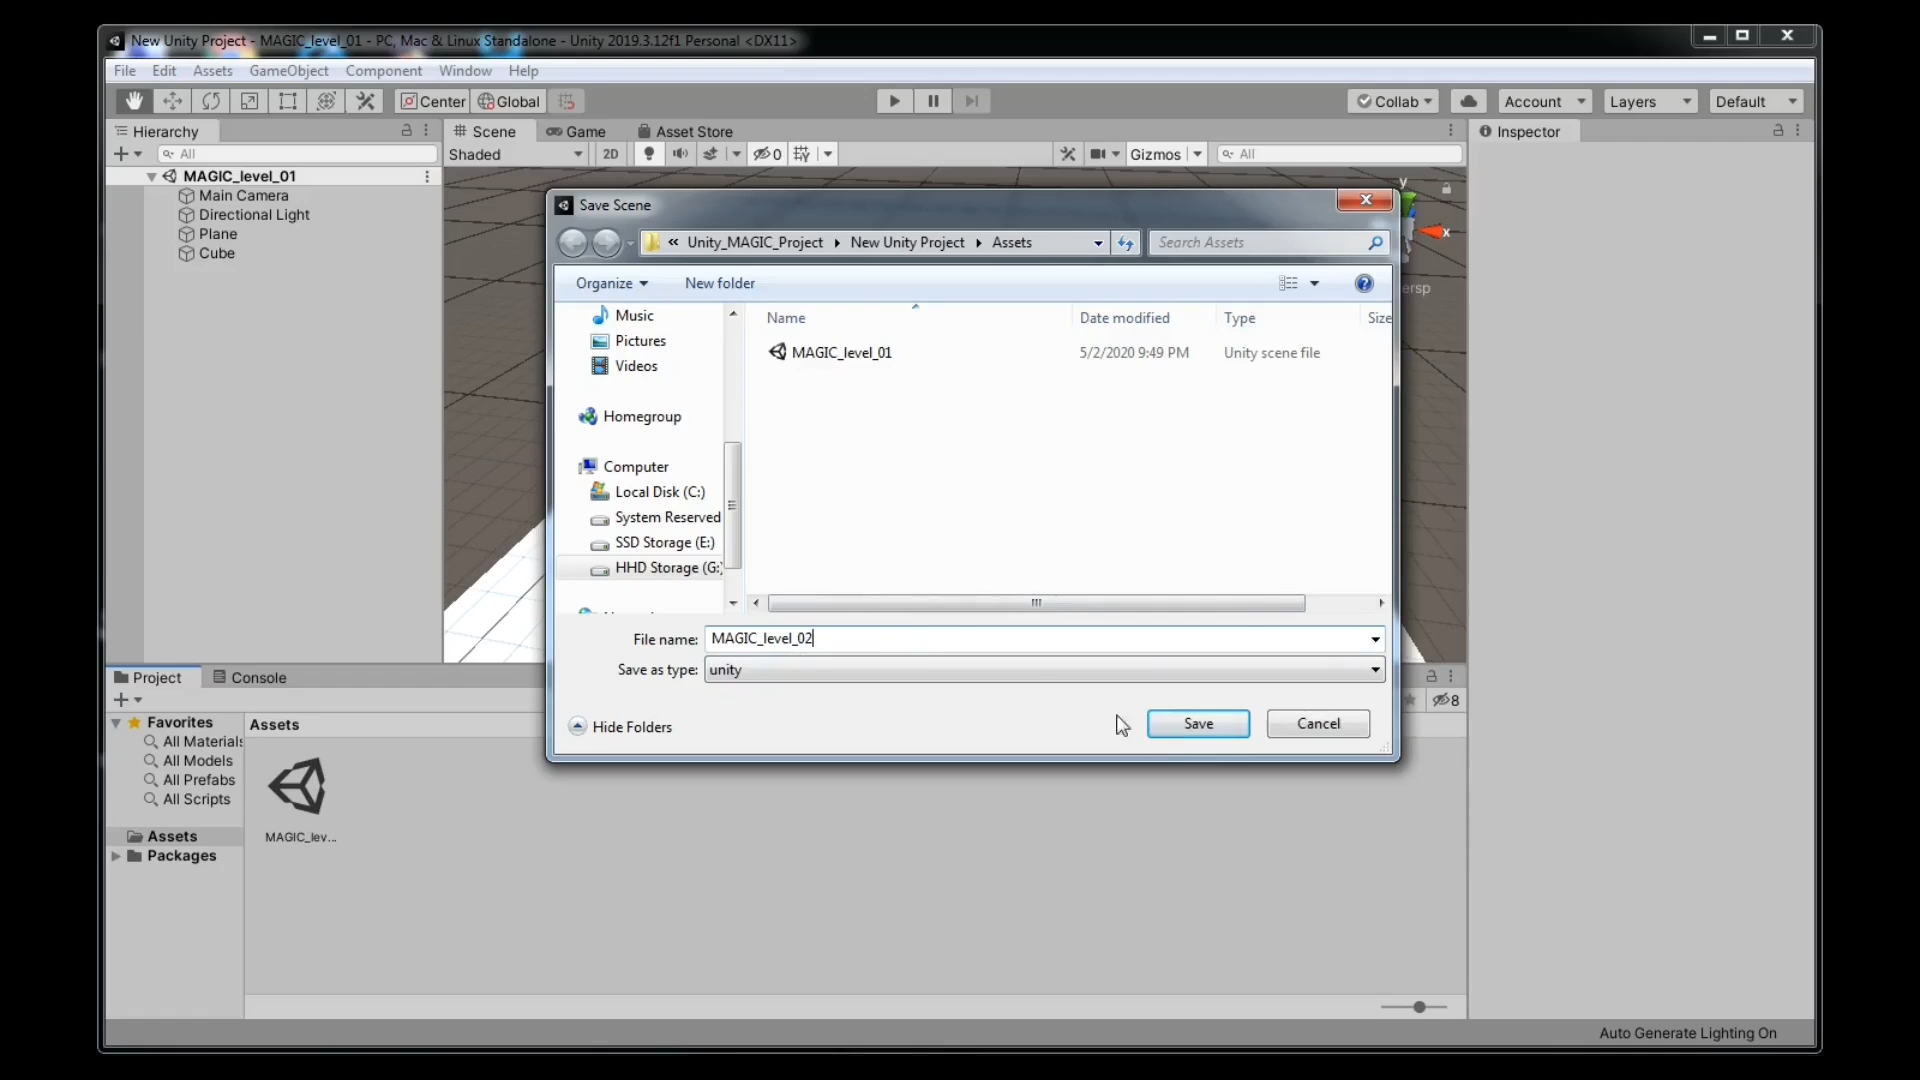 New Unity Project - MAGIC_level_01 - PC, Mac & Linux Standalone - Unity 2019.3.12f1 Personal <DX11>
File Edit Assets GameObject Component Window Help
Center Global Collab Account Layers Default
Hierarchy Scene Game Asset Store Inspector
All Shaded 2D 0 Gizmos All
MAGIC_level_01
Main Camera
Directional Light
Plane
Cube
y
x
ersp
Save Scene
« Unity_MAGIC_Project New Unity Project Assets Search Assets
Organize New folder
Name Date modified Type Size
MAGIC_level_01 5/2/2020 9:49 PM Unity scene file
Music
Pictures
Videos
Homegroup
Computer
Local Disk (C:)
System Reserved
SSD Storage (E:)
HHD Storage (G:)
File name: MAGIC_level_02
Save as type: unity
Hide Folders Save Cancel
Project Console
8
Favorites
All Materials
All Models
All Prefabs
All Scripts
Assets
Packages
Assets
MAGIC_lev...
Auto Generate Lighting On